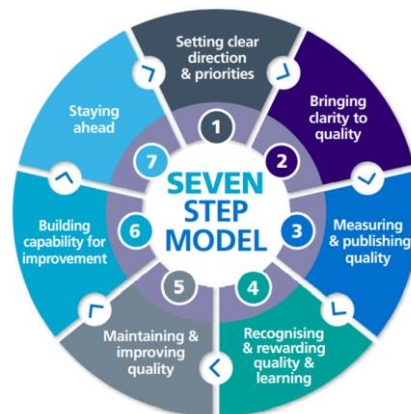 SEVEN
STEP
MODEL
1
Setting clear
direction
& priorities
2
Bringing
clarity to
quality
3
Measuring
& publishing
quality
4
Recognising
& rewarding
quality &
learning
5
Maintaining &
improving
quality
6
Building
capability for
improvement
7
Staying
ahead